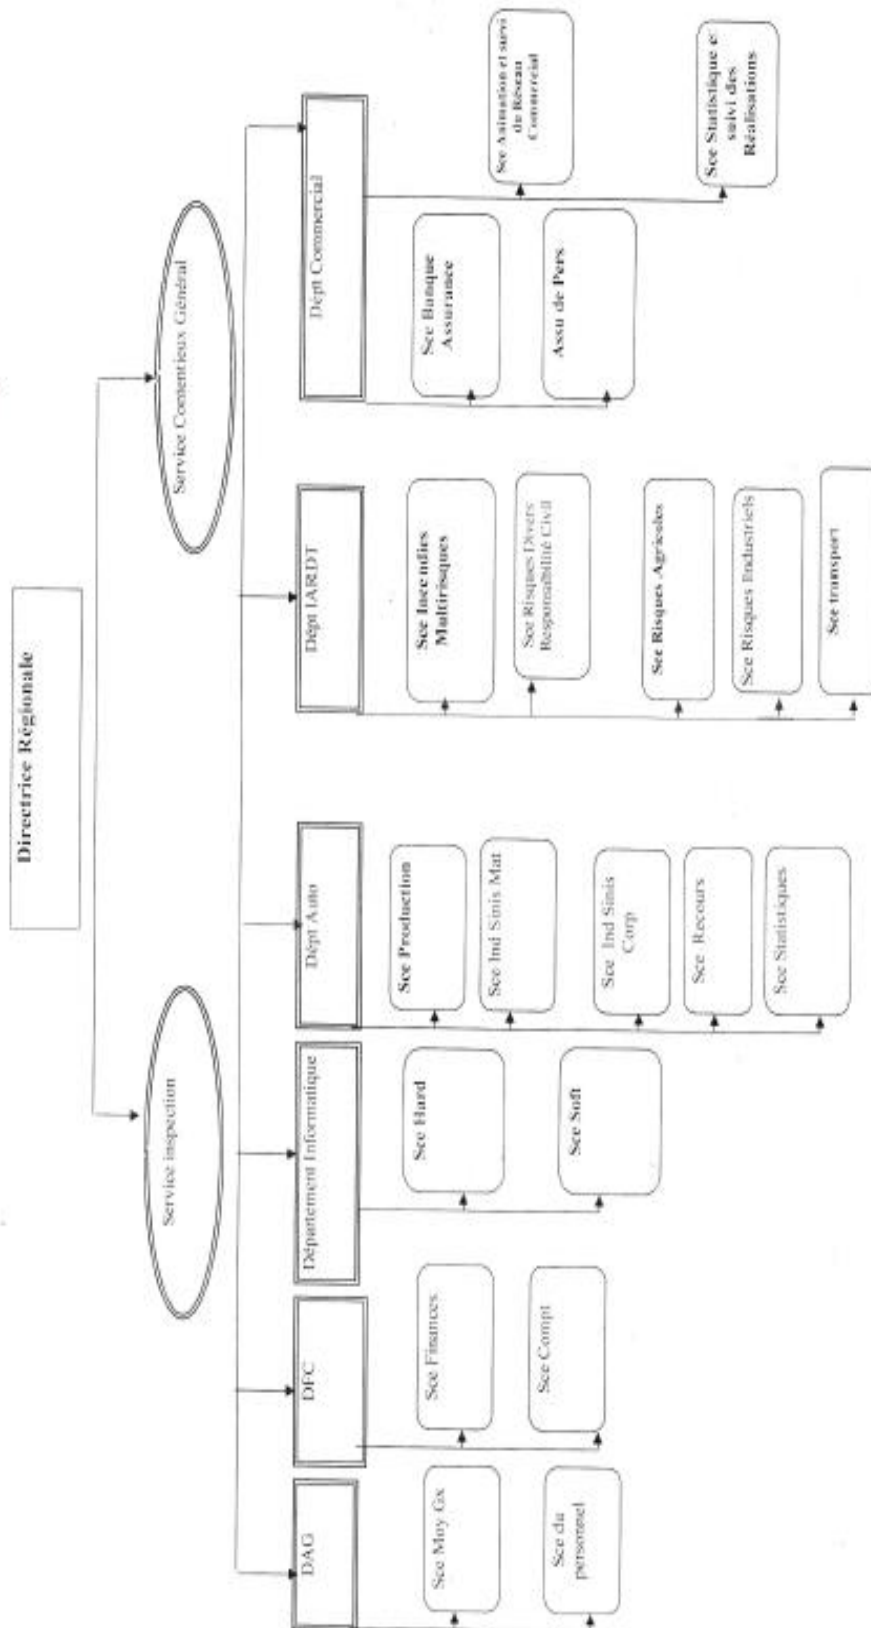 Directrice Régionale
Service inspection
Service Contentieux Général
DAG
DFC
Département Informatique
Dépt Auto
Dépt IARDT
Dépt Commercial
Sce Moy Gx
Sce du
personnel
Sce Finances
Sce Compt
Sce Hard
Sce Soft
Sce Production
Sce Ind Sinis Mat
Sce Ind Sinis
Corp
Sce Recours
Sce Statistiques
Sce Incendies
Multirisques
Sce Risques Divers
Responsabilité Civil
Sce Risques Agricoles
Sce Risques Industriels
Sce transport
Sce Banque
Assurance
Assu de Pers
Sce Animation et suivi
du Réseau
Commercial
Sce Statistique e
suivi des
Réalisations